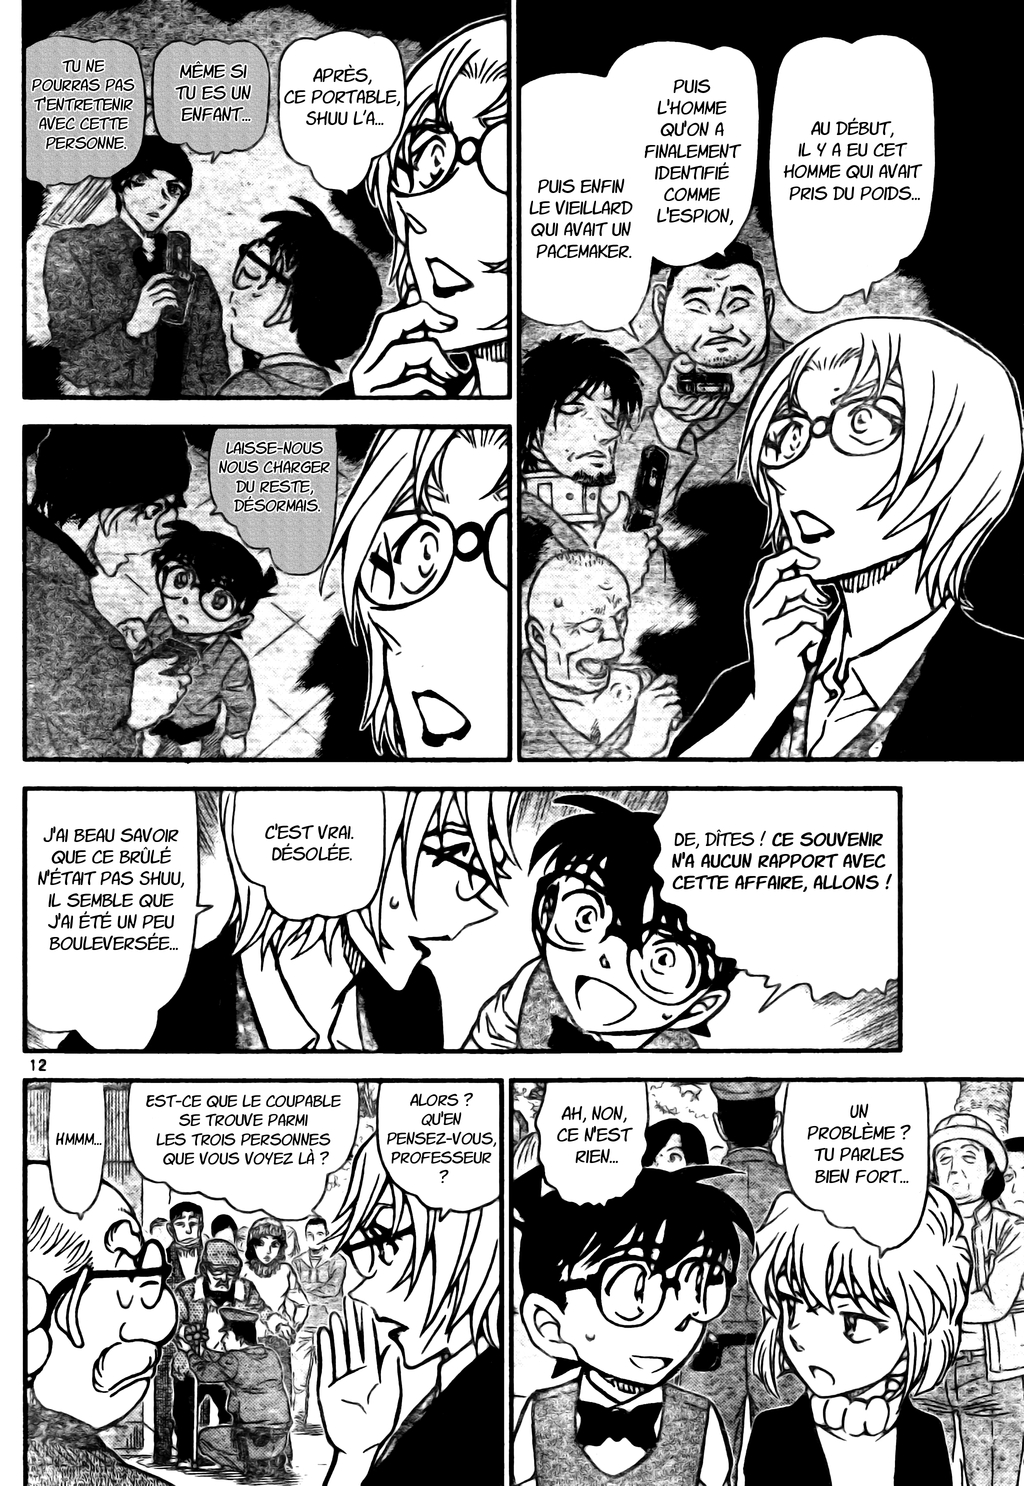 AU DÉBUT,
IL Y A EU CET
HOMME QUI AVAIT
PRIS DU POIDS...
PUIS
L'HOMME
QU'ON A
FINALEMENT
IDENTIFIÉ
COMME
L'ESPION,
PUIS ENFIN
LE VIEILLARD
QUI AVAIT UN
PACEMAKER.
APRÈS,
CE PORTABLE,
SHUU L'A...
MÊME SI
TU ES UN
ENFANT...
TU NE
POURRAS PAS
T'ENTRETENIR
AVEC CETTE
PERSONNE.
LAISSE-NOUS
NOUS CHARGER
DU RESTE,
DÉSORMAIS.
DE, DÎTES ! CE SOUVENIR
N'A AUCUN RAPPORT AVEC
CETTE AFFAIRE, ALLONS !
C'EST VRAI.
DÉSOLÉE.
J'AI BEAU SAVOIR
QUE CE BRÛLÉ
N'ÉTAIT PAS SHUU,
IL SEMBLE QUE
J'AI ÉTÉ UN PEU
BOULEVERSÉE...
12
UN
PROBLÈME ?
TU PARLES
BIEN FORT...
AH, NON,
CE N'EST
RIEN...
ALORS ?
QU'EN
PENSEZ-VOUS,
PROFESSEUR
?
EST-CE QUE LE COUPABLE
SE TROUVE PARMI
LES TROIS PERSONNES
QUE VOUS VOYEZ LÀ ?
HMMM...